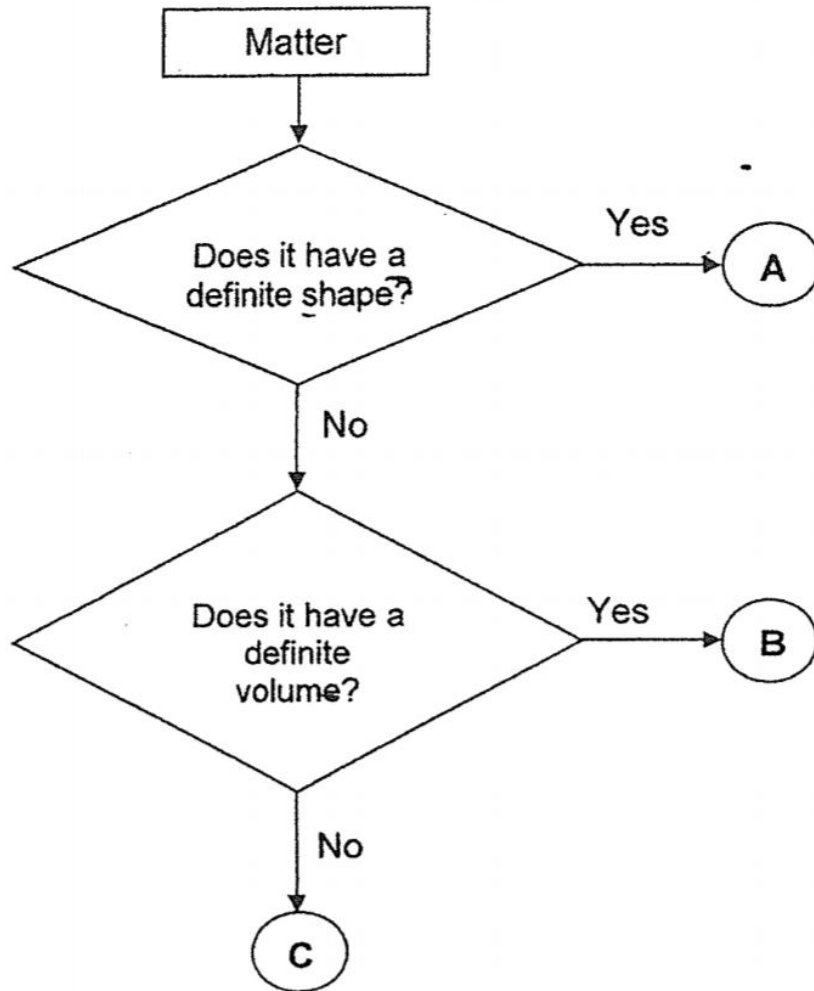 Matter
Does it have a
definite shape?
Yes
A
No
Does it have a
definite
volume?
Yes
B
No
C